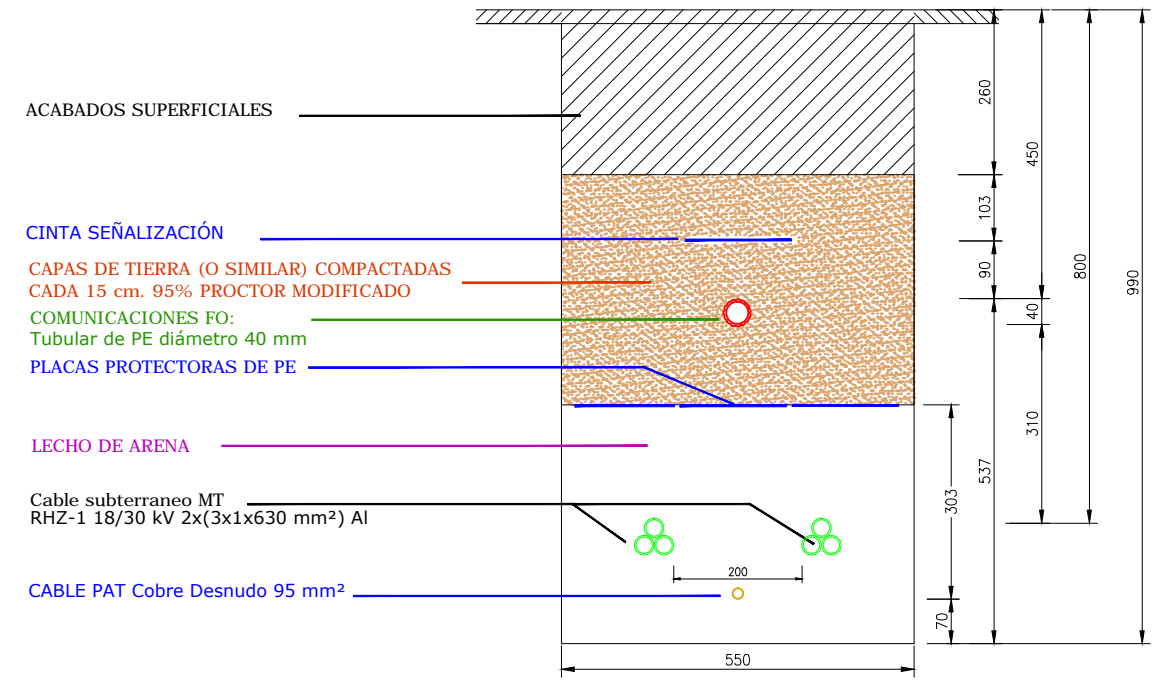 ACABADOS SUPERFICIALES
CINTA SEÑALIZACIÓN
CAPAS DE TIERRA (O SIMILAR) COMPACTADAS
CADA 15 cm. 95% PROCTOR MODIFICADO
COMUNICACIONES FO:
Tubular de PE diámetro 40 mm
PLACAS PROTECTORAS DE PE
LECHO DE ARENA
Cable subterraneo MT
RHZ-1 18/30 kV 2x(3x1x630 mm²) Al
CABLE PAT Cobre Desnudo 95 mm²
200
550
260
103
90
537
303
70
450
40
310
800
990